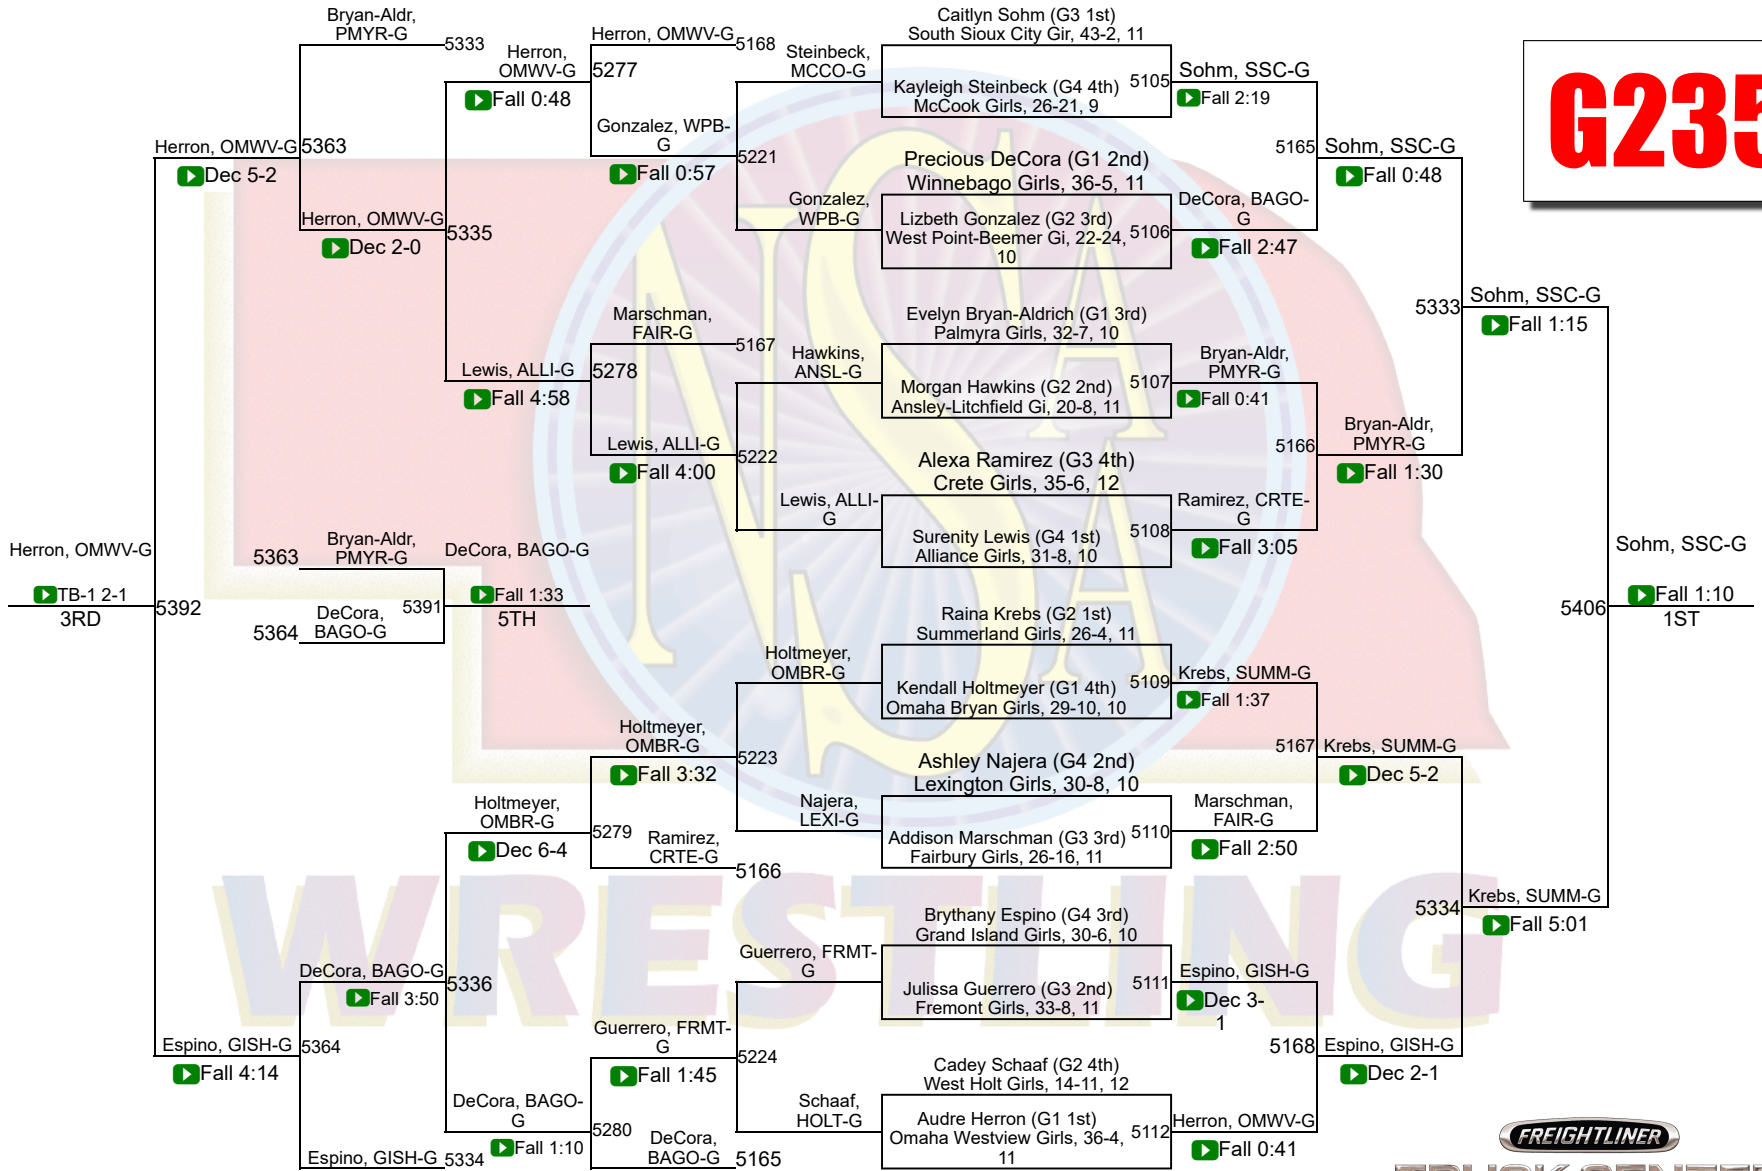 Bryan-Aldr,
PMYR-G
5333
Herron, OMWV-G
5363
Dec 5-2
Herron, OMWV-G
Dec 2-0
5335
Herron,
OMWV-G
Fall 0:48
5277
Herron, OMWV-G
5168
Gonzalez, WPB-
G
Fall 0:57
5221
Steinbeck,
MCCO-G
Gonzalez,
WPB-G
Lewis, ALLI-G
Fall 4:58
5278
Marschman,
FAIR-G
5167
Lewis, ALLI-G
Fall 4:00
5222
Hawkins,
ANSL-G
Lewis, ALLI-
G
Herron, OMWV-G
TB-1 2-1
3RD
5392
5363
Bryan-Aldr,
PMYR-G
5364
DeCora,
BAGO-G
5391
DeCora, BAGO-G
Fall 1:33
5TH
Holtmeyer,
OMBR-G
Najera,
LEXI-G
5223
Holtmeyer,
OMBR-G
Fall 3:32
Ramirez,
CRTE-G
5166
5279
Holtmeyer,
OMBR-G
Dec 6-4
DeCora, BAGO-G
Fall 3:50
5336
Espino, GISH-G
Fall 4:14
5364
Guerrero, FRMT-
G
Guerrero, FRMT-
G
Fall 1:45
5224
Schaaf,
HOLT-G
DeCora, BAGO-
G
Fall 1:10
5280
DeCora,
BAGO-G
5165
Espino, GISH-G
5334
Caitlyn Sohm (G3 1st)
South Sioux City Gir, 43-2, 11
Kayleigh Steinbeck (G4 4th)
McCook Girls, 26-21, 9
5105
Sohm, SSC-G
Fall 2:19
Precious DeCora (G1 2nd)
Winnebago Girls, 36-5, 11
Lizbeth Gonzalez (G2 3rd)
West Point-Beemer Gi, 22-24,
10
5106
DeCora, BAGO-
G
Fall 2:47
5165
Sohm, SSC-G
Fall 0:48
Evelyn Bryan-Aldrich (G1 3rd)
Palmyra Girls, 32-7, 10
Morgan Hawkins (G2 2nd)
Ansley-Litchfield Gi, 20-8, 11
5107
Bryan-Aldr,
PMYR-G
Fall 0:41
Alexa Ramirez (G3 4th)
Crete Girls, 35-6, 12
Surenity Lewis (G4 1st)
Alliance Girls, 31-8, 10
5108
Ramirez, CRTE-
G
Fall 3:05
5166
Bryan-Aldr,
PMYR-G
Fall 1:30
5333
Sohm, SSC-G
Fall 1:15
Raina Krebs (G2 1st)
Summerland Girls, 26-4, 11
Kendall Holtmeyer (G1 4th)
Omaha Bryan Girls, 29-10, 10
5109
Krebs, SUMM-G
Fall 1:37
Ashley Najera (G4 2nd)
Lexington Girls, 30-8, 10
Addison Marschman (G3 3rd)
Fairbury Girls, 26-16, 11
5110
Marschman,
FAIR-G
Fall 2:50
5167
Krebs, SUMM-G
Dec 5-2
Brythany Espino (G4 3rd)
Grand Island Girls, 30-6, 10
Julissa Guerrero (G3 2nd)
Fremont Girls, 33-8, 11
5111
Espino, GISH-G
Dec 3-
1
Cadey Schaaf (G2 4th)
West Holt Girls, 14-11, 12
Audre Herron (G1 1st)
Omaha Westview Girls, 36-4,
11
5112
Herron, OMWV-G
Fall 0:41
5168
Espino, GISH-G
Dec 2-1
5334
Krebs, SUMM-G
Fall 5:01
5406
Sohm, SSC-G
Fall 1:10
1ST
G235
NSAA
WRESTLING
FREIGHTLINER